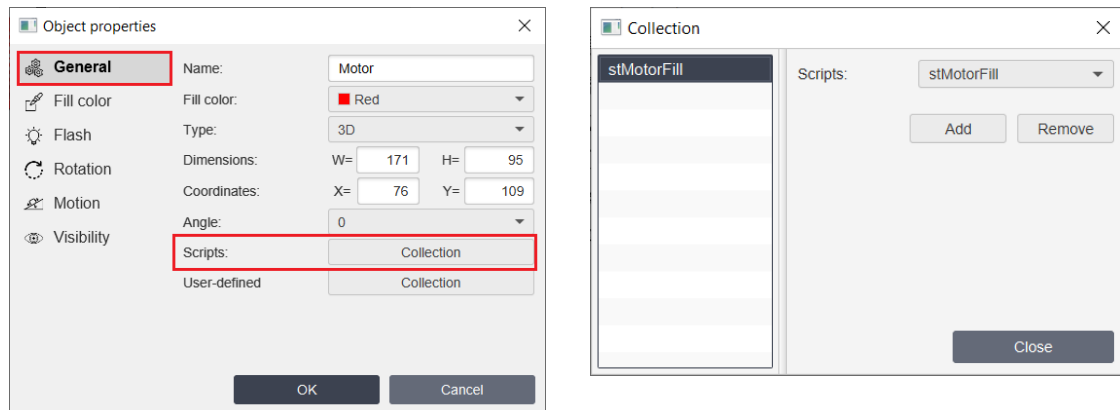 Object properties
General
Fill color
Flash
Rotation
Motion
Visibility
Name: Motor
Fill color: Red
Type: 3D
Dimensions: W= 171 H= 95
Coordinates: X= 76 Y= 109
Angle: 0
Scripts: Collection
User-defined Collection
OK Cancel
Collection
stMotorFill
Scripts: stMotorFill
Add Remove
Close